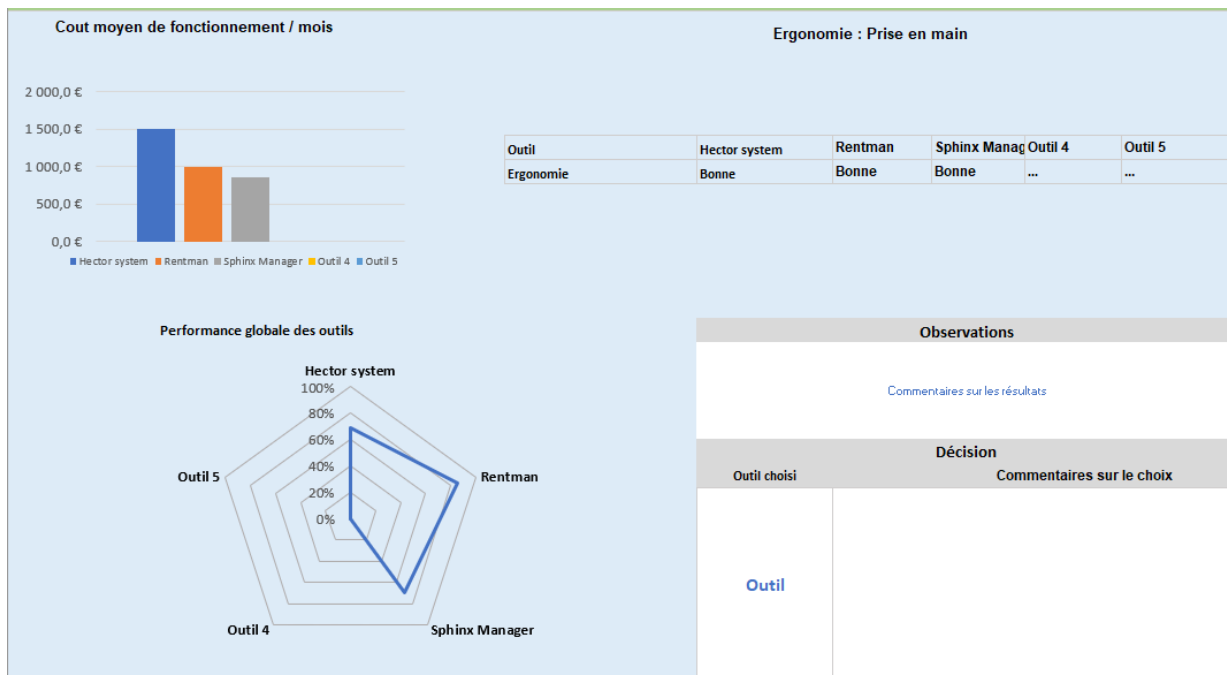 Cout moyen de fonctionnement / mois
Ergonomie : Prise en main
2 000,0 €
1 500,0 €
1 000,0 €
500,0 €
0,0 €
Hector system Rentman Sphinx Manager Outil 4 Outil 5
Outil Hector system Rentman Sphinx Manag Outil 4 Outil 5
Ergonomie Bonne Bonne Bonne ... ...
Performance globale des outils
Hector system
100%
80%
60%
40%
20%
0%
Rentman
Sphinx Manager
Outil 4
Outil 5
Observations
Commentaires sur les résultats
Décision
Outil choisi Commentaires sur le choix
Outil